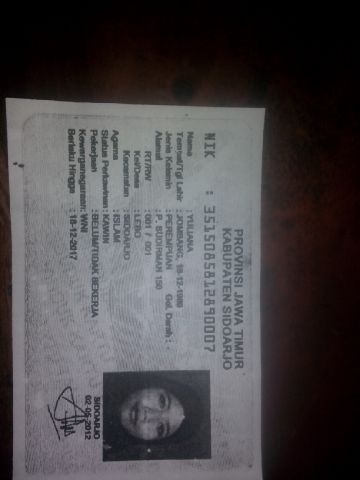 PROVINSI JAWA TIMUR
KABUPATEN SIDOARJO
NIK : 3515085812890007
Nama : YULIANA
Tempat/Tgl Lahir : JOMBANG, 18-12-1989
Jenis Kelamin : PEREMPUAN Gol. Darah :
Alamat : P. SUDIRMAN 150
RT/RW : 001 / 001
Kel/Desa : LEBO
Kecamatan : SIDOARJO
Agama : ISLAM
Status Perkawinan : KAWIN
Pekerjaan : BELUM/TIDAK BEKERJA
Kewarganegaraan : WNI
Berlaku Hingga : 18-12-2017
SIDOARJO
02-05-2012